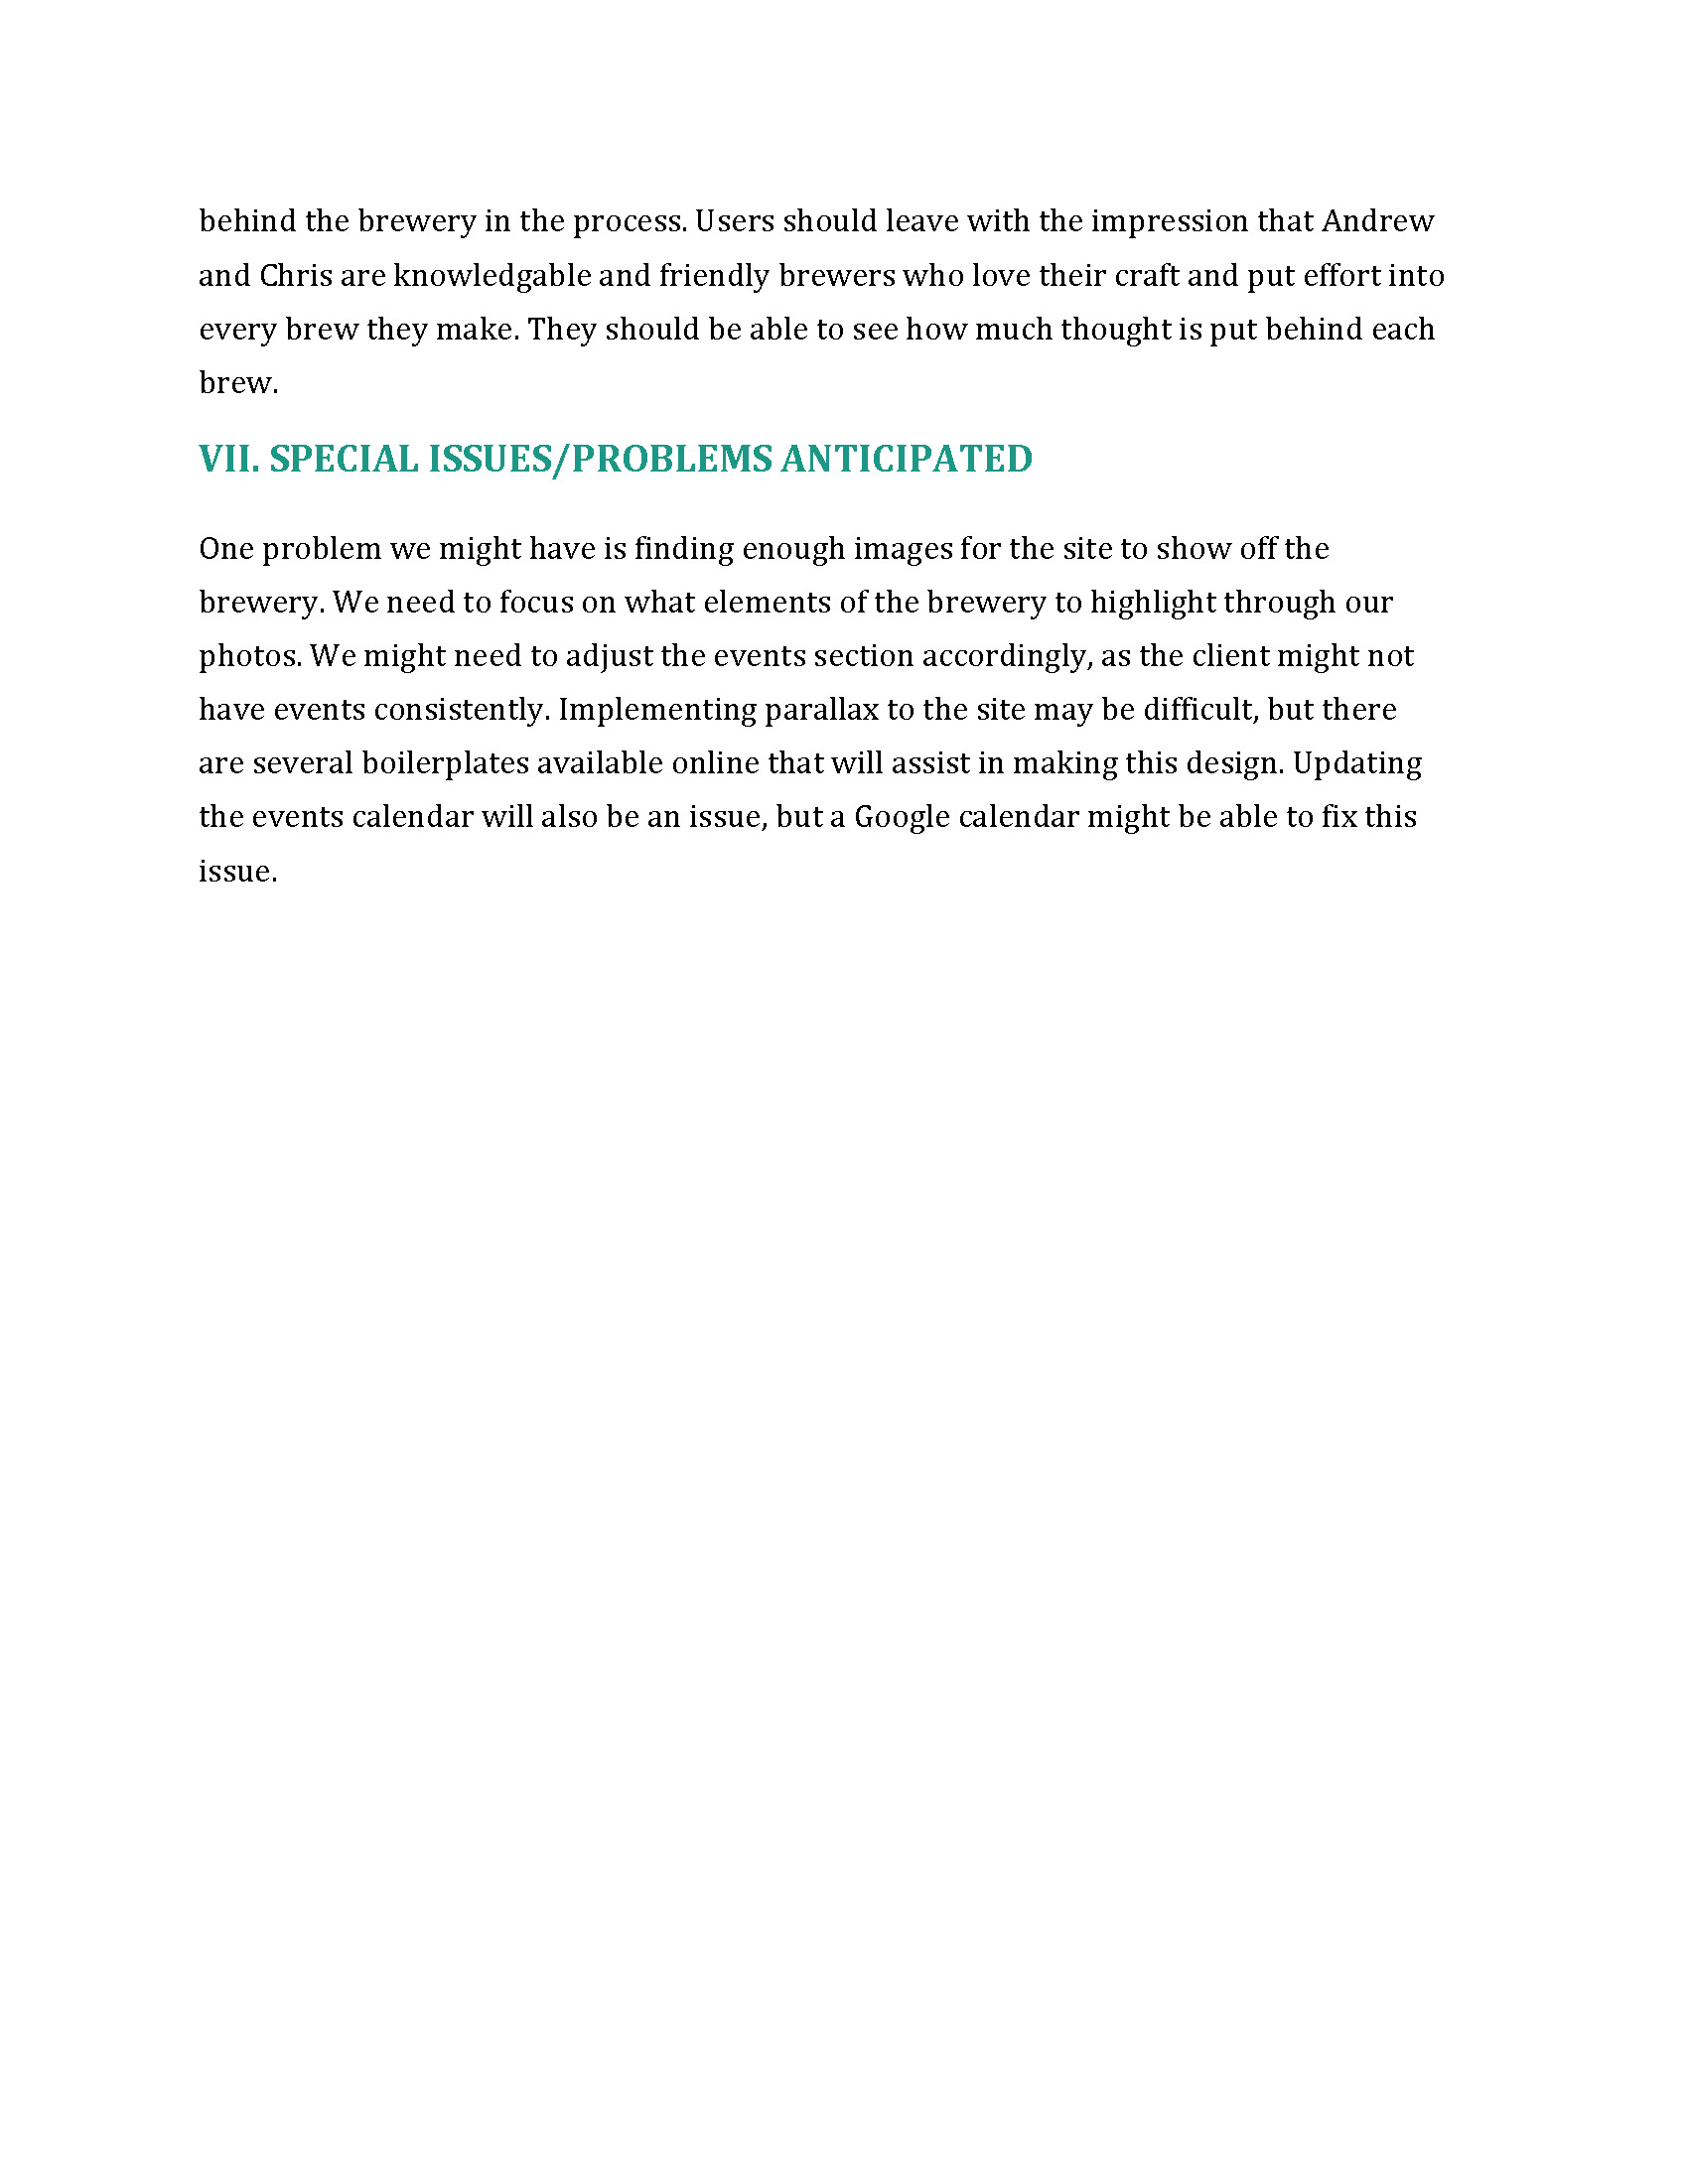 behind the brewery in the process. Users should leave with the impression that Andrew
and Chris are knowledgable and friendly brewers who love their craft and put effort into
every brew they make. They should be able to see how much thought is put behind each
brew.
VII. SPECIAL ISSUES/PROBLEMS ANTICIPATED
One problem we might have is finding enough images for the site to show off the
brewery. We need to focus on what elements of the brewery to highlight through our
photos. We might need to adjust the events section accordingly, as the client might not
have events consistently. Implementing parallax to the site may be difficult, but there
are several boilerplates available online that will assist in making this design. Updating
the events calendar will also be an issue, but a Google calendar might be able to fix this
issue.